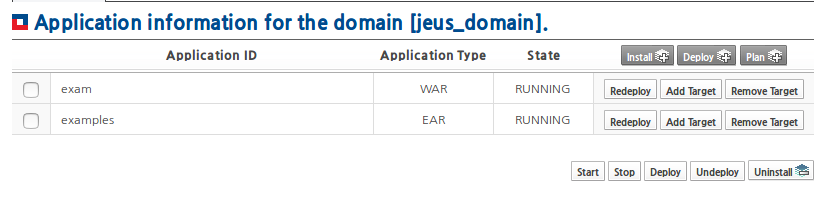 Application information for the domain [jeus_domain].
Application ID Application Type State Install Deploy Plan
exam WAR RUNNING Redeploy Add Target Remove Target
examples EAR RUNNING Redeploy Add Target Remove Target
Start Stop Deploy Undeploy Uninstall